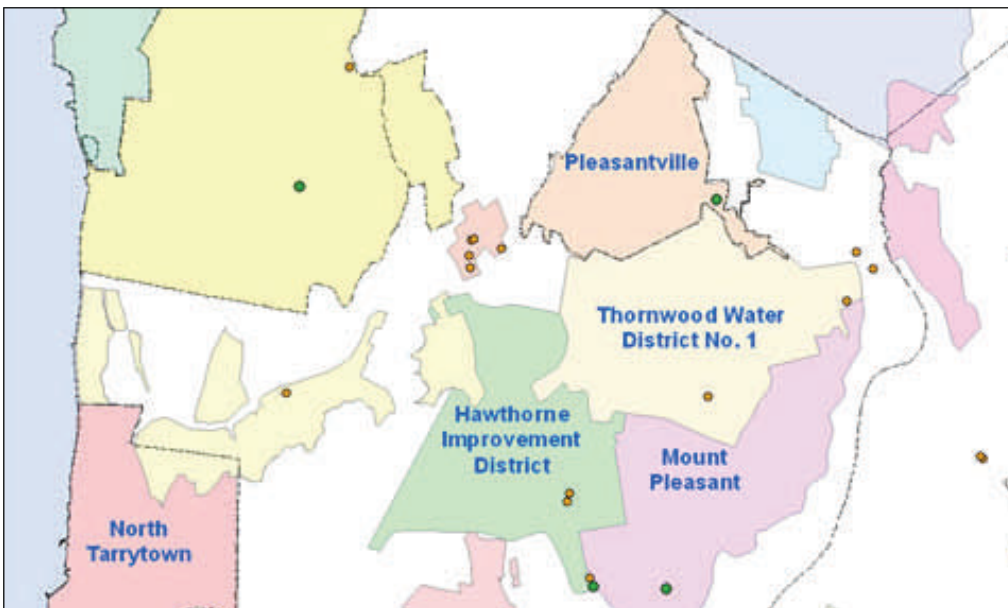 Pleasantville
Thornwood Water
District No. 1
Hawthorne
Improvement
District
Mount
Pleasant
North
Tarrytown